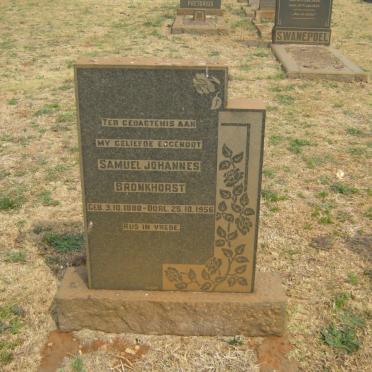 PRETORIUS
SWANEPOEL
TER GEDAGTENIS AAN
MY GELIEFDE EGGENOOT
SAMUEL JOHANNES
BRONKHORST
GEB. 3.10.1888 - OORL. 25.10.1956
RUS IN VREDE